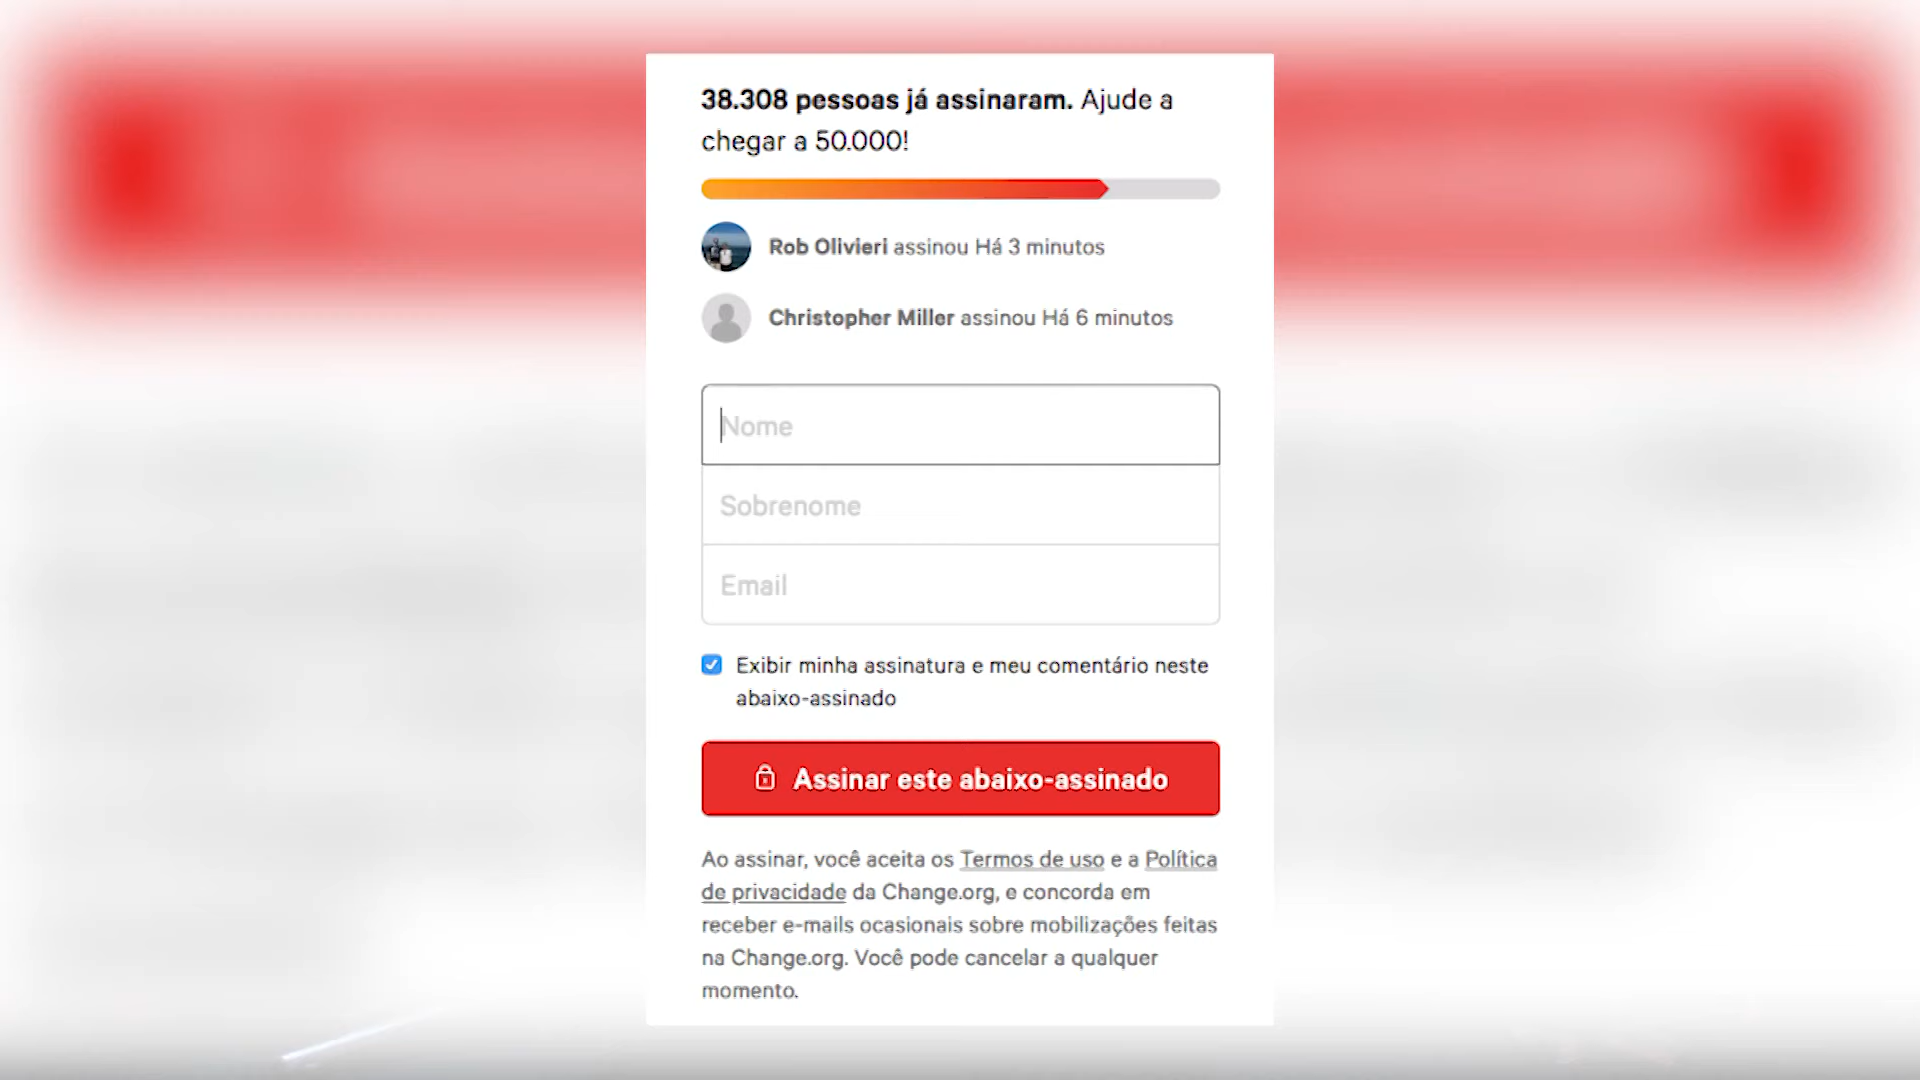 38.308 pessoas já assinaram. Ajude a
chegar a 50.000!
Rob Olivieri assinou Há 3 minutos
Christopher Miller assinou Há 6 minutos
Nome
Sobrenome
Email
Exibir minha assinatura e meu comentário neste
abaixo-assinado
Assinar este abaixo-assinado
Ao assinar, você aceita os Termos de uso e a Política
de privacidade da Change.org, e concorda em
receber e-mails ocasionais sobre mobilizações feitas
na Change.org. Você pode cancelar a qualquer
momento.